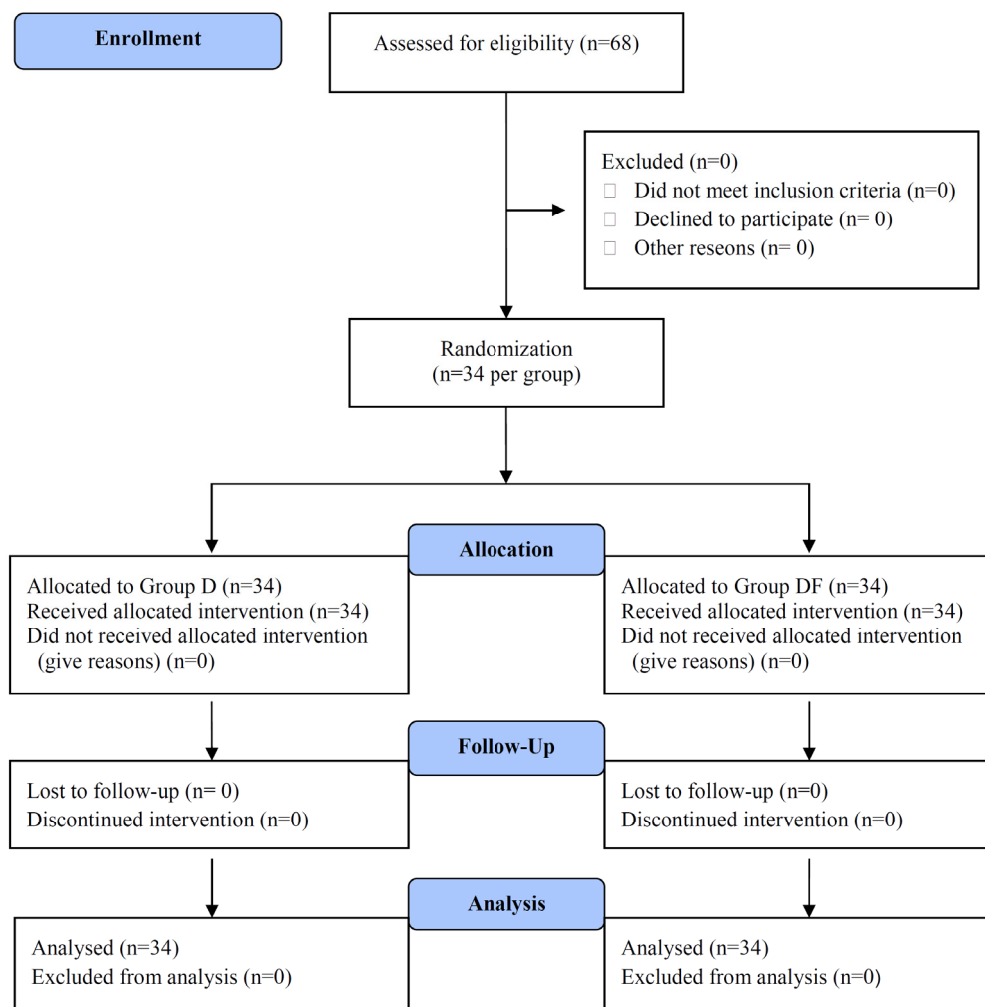 Enrollment
Assessed for eligibility (n=68)
Excluded (n=0)
Did not meet inclusion criteria (n=0)
Declined to participate (n= 0)
Other reseons (n= 0)
Randomization
(n=34 per group)
Allocation
Allocated to Group D (n=34)
Received allocated intervention (n=34)
Did not received allocated intervention
(give reasons) (n=0)
Allocated to Group DF (n=34)
Received allocated intervention (n=34)
Did not received allocated intervention
(give reasons) (n=0)
Follow-Up
Lost to follow-up (n= 0)
Discontinued intervention (n=0)
Lost to follow-up (n=0)
Discontinued intervention (n=0)
Analysis
Analysed (n=34)
Excluded from analysis (n=0)
Analysed (n=34)
Excluded from analysis (n=0)